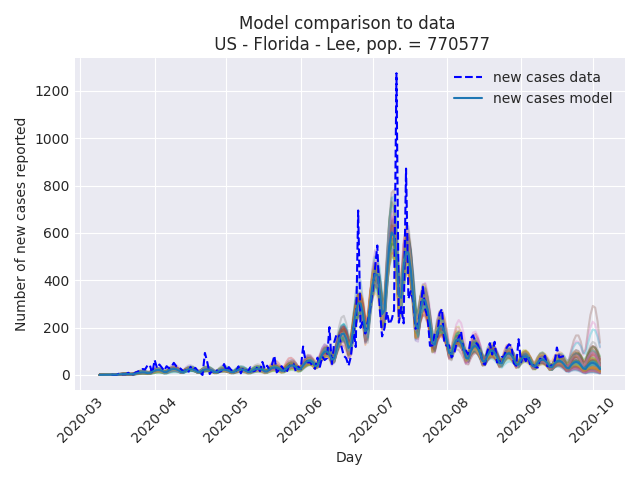 Model comparison to data
US - Florida - Lee, pop. = 770577
new cases data
new cases model
Number of new cases reported
1200
1000
800
600
400
200
0
2020-03
2020-04
2020-05
2020-06
2020-07
2020-08
2020-09
2020-10
Day